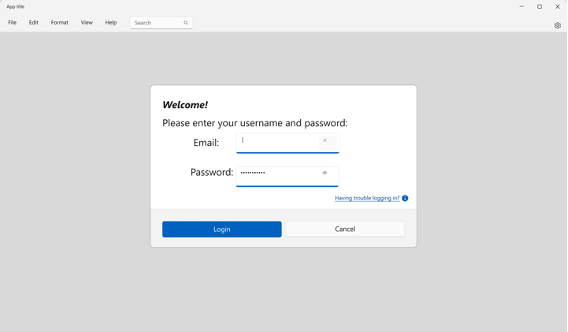 App title
File Edit Format View Help Search
Welcome!
Please enter your username and password:
Email:
Password: ••••••••••••
Having trouble logging in?
Login Cancel